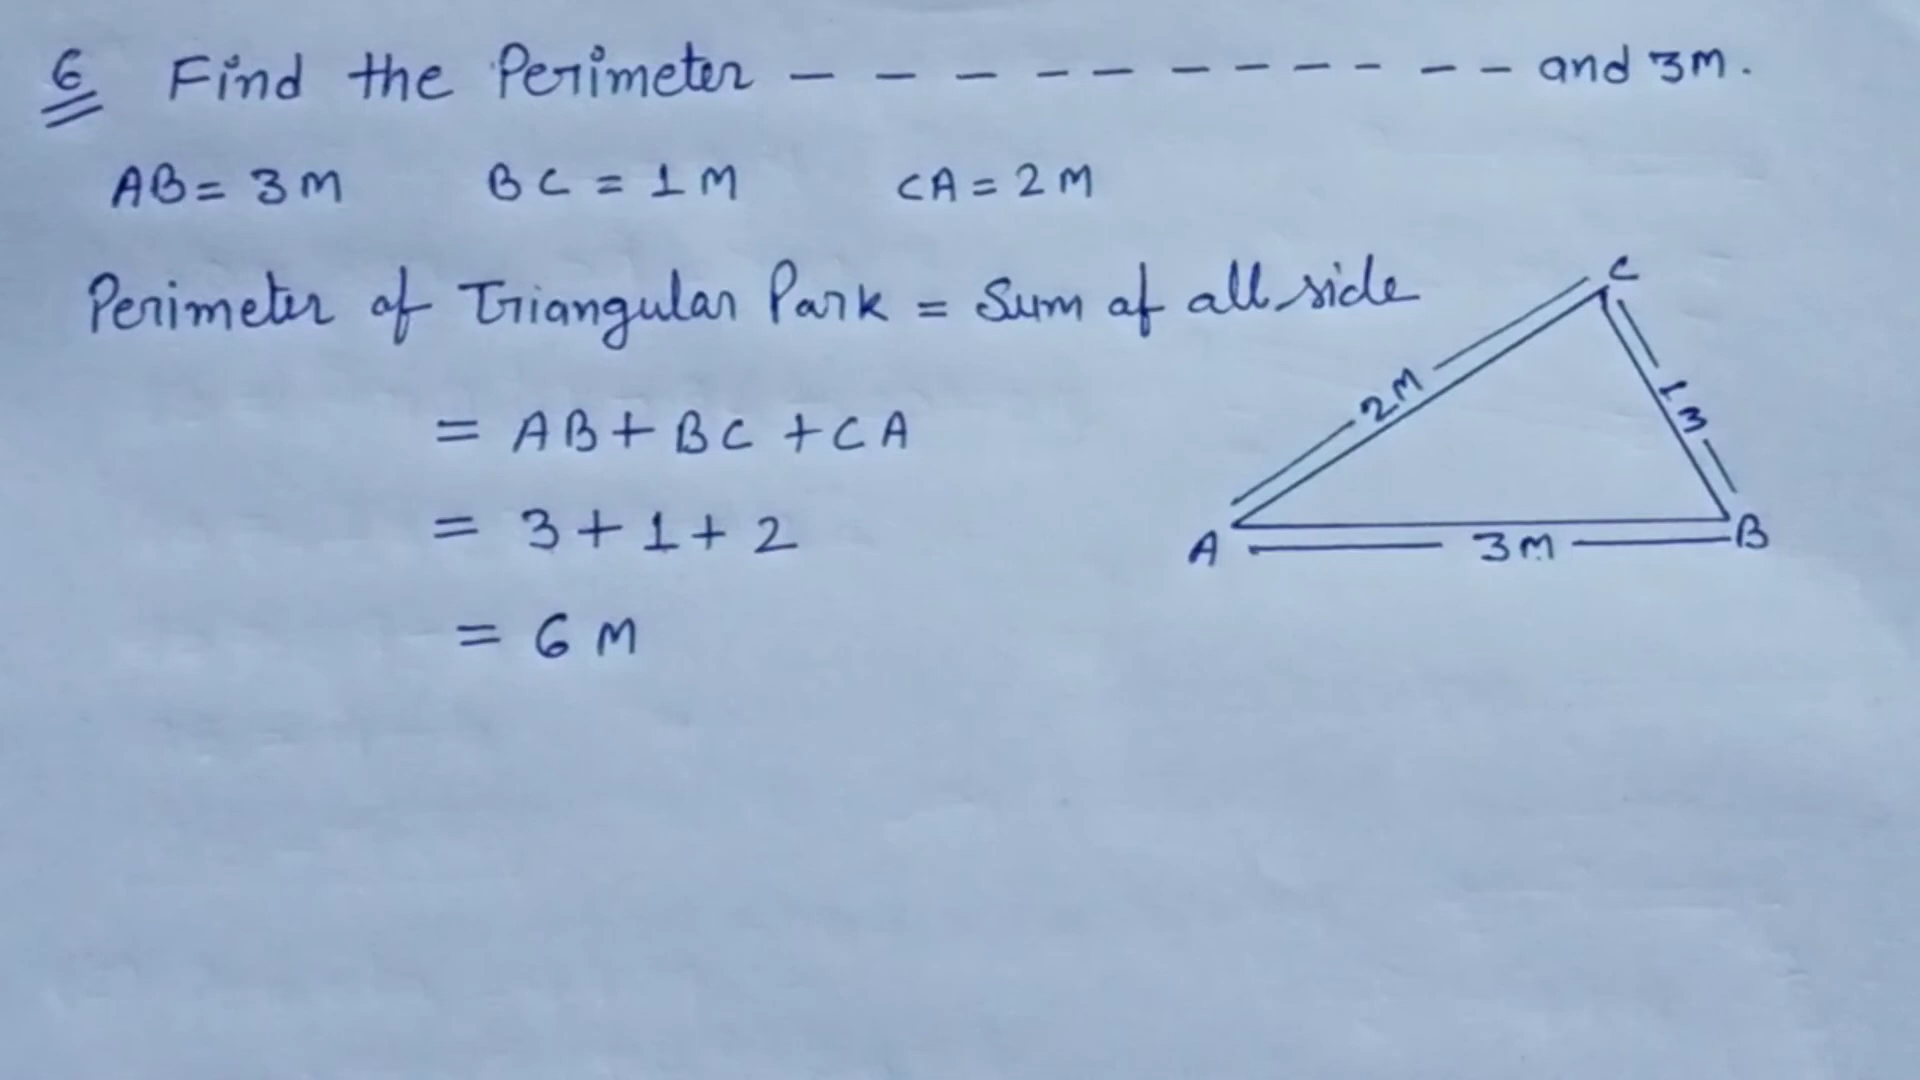 6 Find the Perimeter - - - - - - - - - - and 3M.
AB = 3M BC = 1M CA = 2M
Perimeter of Triangular Park = Sum of all side
= AB + BC + CA
= 3 + 1 + 2
= 6 M
C
2M
1M
A
3M
B